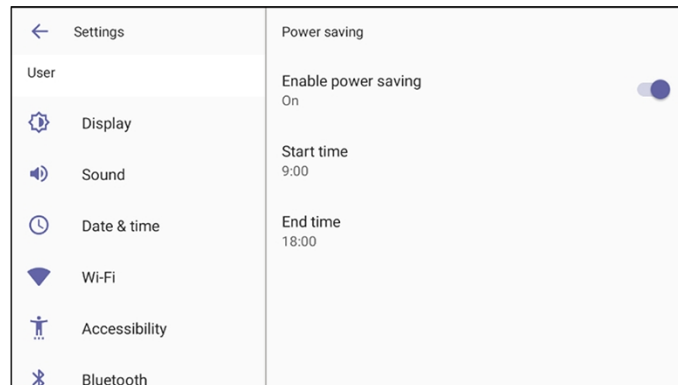 Settings
User
Display
Sound
Date & time
Wi-Fi
Accessibility
Bluetooth
Power saving
Enable power saving
On
Start time
9:00
End time
18:00